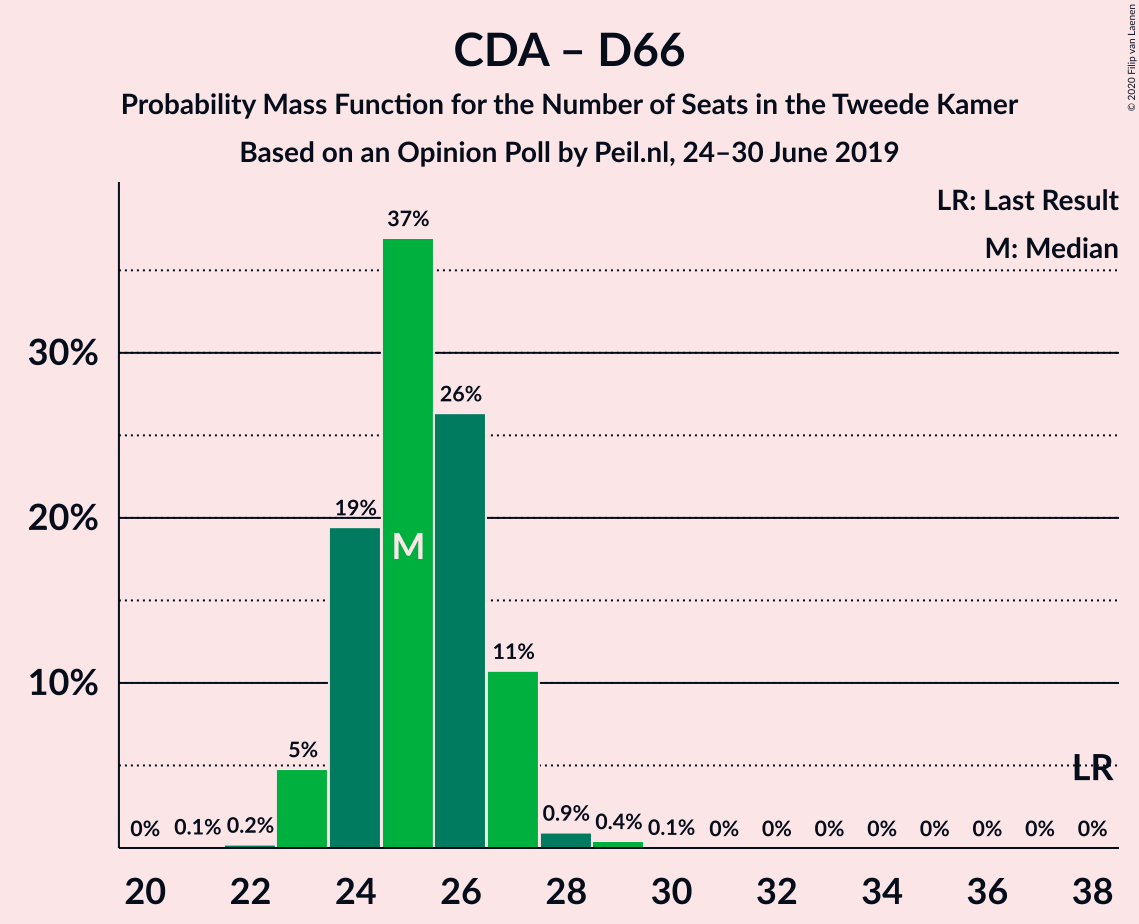 CDA – D66
Probability Mass Function for the Number of Seats in the Tweede Kamer
Based on an Opinion Poll by Peil.nl, 24–30 June 2019
© 2020 Filip van Laenen
LR: Last Result
M: Median
37%
30%
26%
20%
19%
M
11%
10%
5%
LR
0% 0.1% 0.2% 0.9% 0.4% 0.1% 0% 0% 0% 0% 0% 0% 0% 0%
20 22 24 26 28 30 32 34 36 38